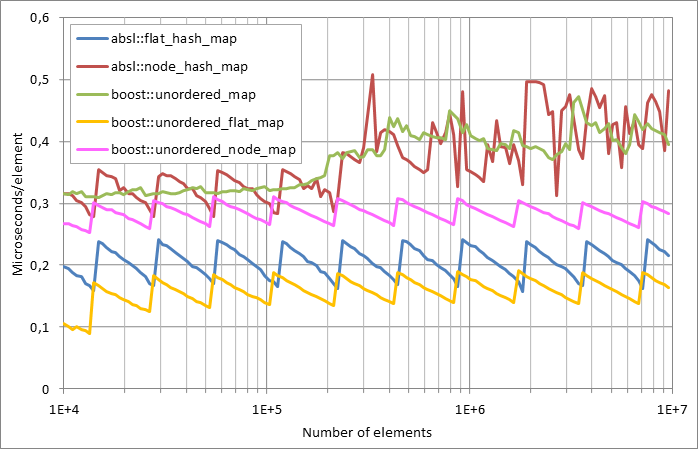 0,6
0,5
0,4
0,3
0,2
0,1
0
Microseconds/element
absl::flat_hash_map
absl::node_hash_map
boost::unordered_map
boost::unordered_flat_map
boost::unordered_node_map
1E+4 1E+5 1E+6 1E+7
Number of elements